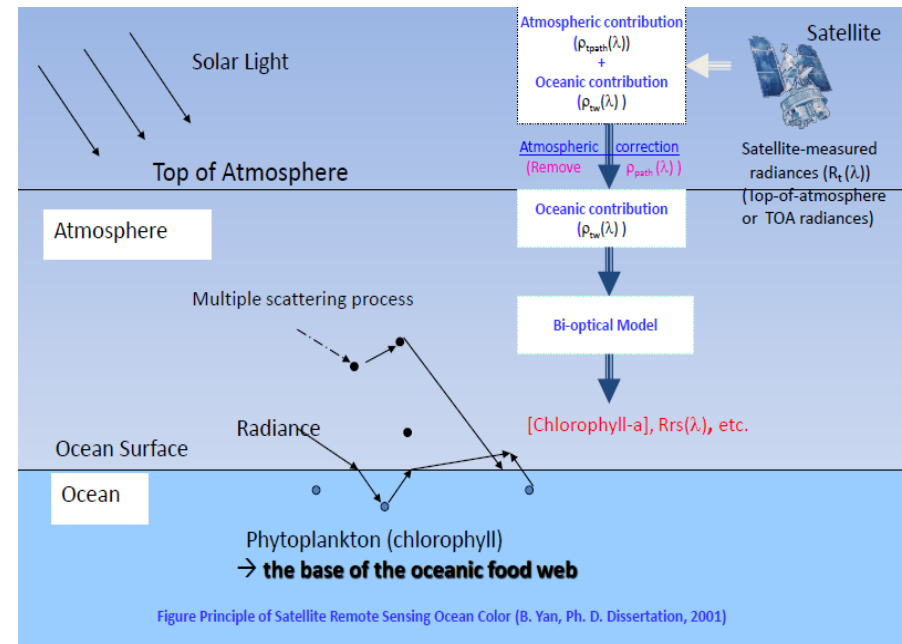 Atmospheric contribution
(ρtpath(λ))
+
Oceanic contribution
(ρtw(λ) )
Satellite
Solar Light
Atmospheric correction
(Remove ρpath(λ) )
Satellite-measured
radiances (Rt(λ))
(Top-of-atmosphere
or TOA radiances)
Top of Atmosphere
Oceanic contribution
(ρtw(λ) )
Atmosphere
Multiple scattering process
Bi-optical Model
Radiance
[Chlorophyll-a], Rrs(λ), etc.
Ocean Surface
Ocean
Phytoplankton (chlorophyll)
→ the base of the oceanic food web
Figure Principle of Satellite Remote Sensing Ocean Color (B. Yan, Ph. D. Dissertation, 2001)